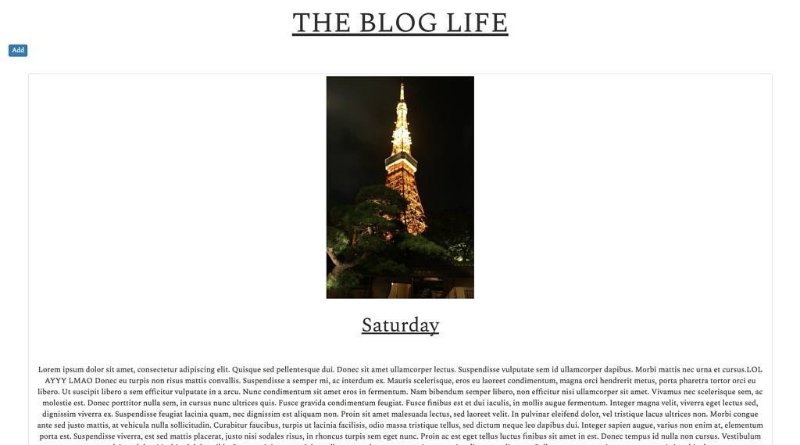 THE BLOG LIFE
Add
Saturday
Lorem ipsum dolor sit amet, consectetur adipiscing elit. Quisque sed pellentesque dui. Donec sit amet ullamcorper lectus. Suspendisse vulputate sem id ullamcorper dapibus. Morbi mattis nec urna et cursus.LOL
AYYY LMAO Donec eu turpis non risus mattis convallis. Suspendisse a semper mi, ac interdum ex. Mauris scelerisque, eros eu laoreet condimentum, magna orci hendrerit metus, porta pharetra tortor orci eu
libero. Ut suscipit libero a sem efficitur vulputate in a arcu. Nunc condimentum sit amet eros in fermentum. Nam bibendum semper libero, non efficitur nisi ullamcorper sit amet. Vivamus nec scelerisque sem, ac
molestie est. Donec porttitor nulla sem, in cursus nunc ultrices quis. Fusce gravida condimentum feugiat. Fusce finibus est et dui iaculis, in mollis augue fermentum. Integer magna velit, viverra eget lectus sed,
dignissim viverra ex. Suspendisse feugiat lacinia quam, nec dignissim est aliquam non. Proin sit amet malesuada lectus, sed laoreet velit. In pulvinar eleifend dolor, vel tristique lacus ultrices non. Morbi congue
ante sed justo mattis, at vehicula nulla sollicitudin. Curabitur faucibus, turpis ut lacinia facilisis, odio massa tristique tellus, sed dictum neque leo dapibus dui. Integer sapien augue, varius non enim at, elementum
porta est. Suspendisse viverra, est sed mattis placerat, justo nisi sodales risus, in rhoncus turpis sem eget nunc. Proin ac est eget tellus luctus finibus sit amet in est. Donec tempus id nulla non cursus. Vestibulum